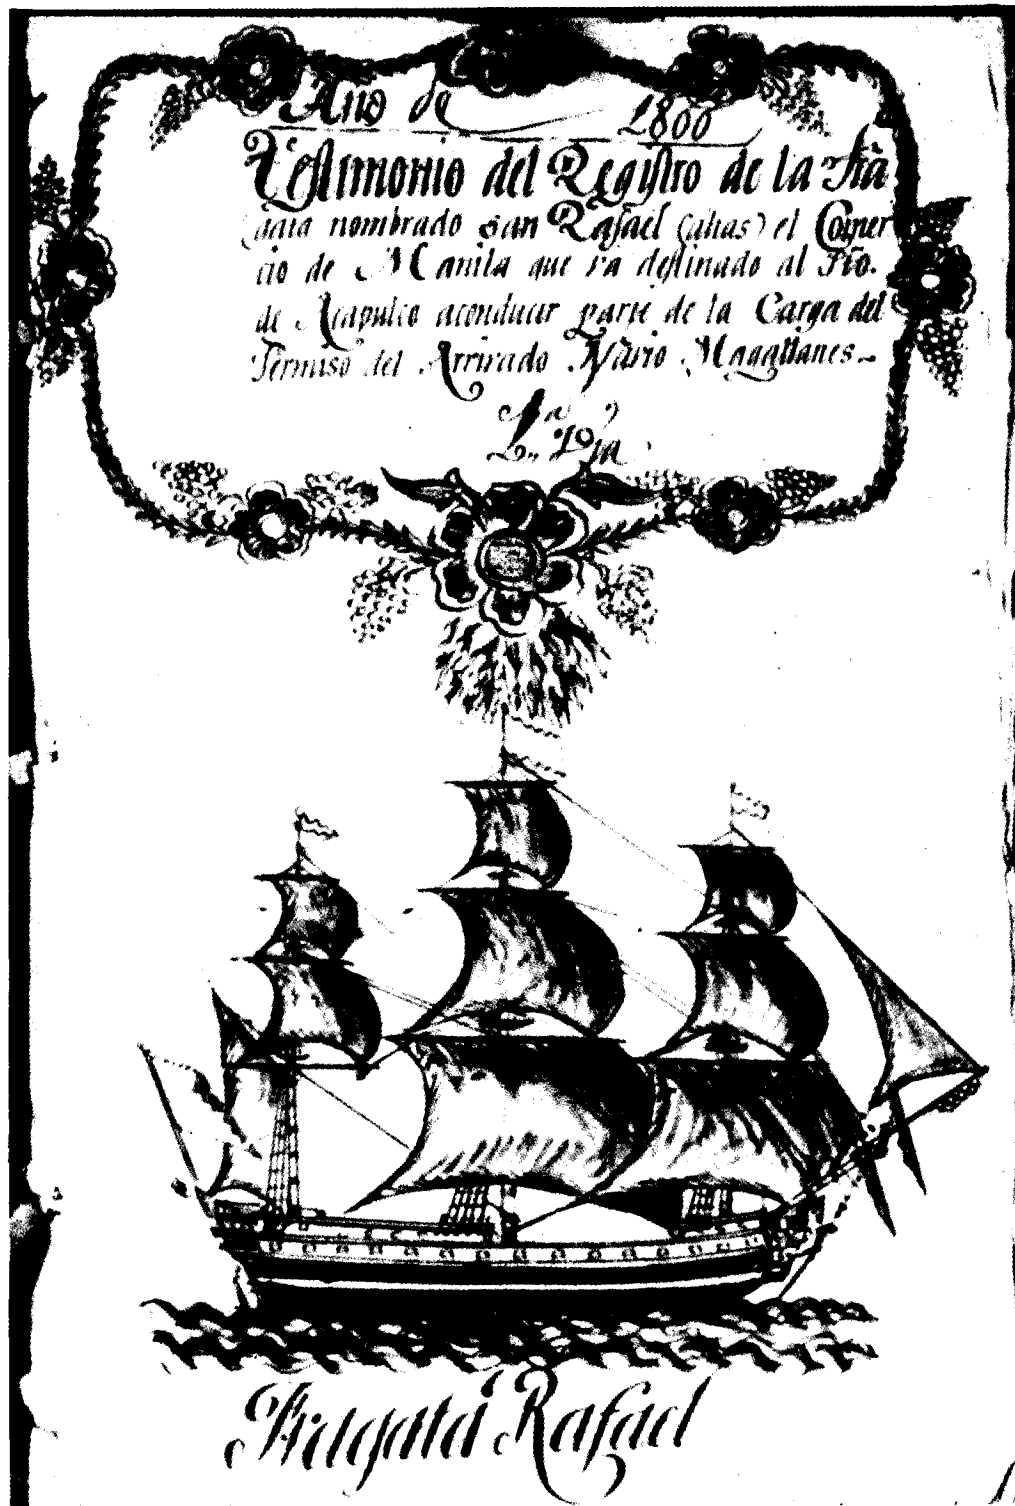 Año de 1800
Testimonio del Registro de la Fra
gata nombrado san Rafael (alias) el Comer
cio de Manila que va destinado al Rño.
de Acapulco aconducir parte de la Carga del
Permiso del Arrivado Navio Magallanes
Fragata Rafael